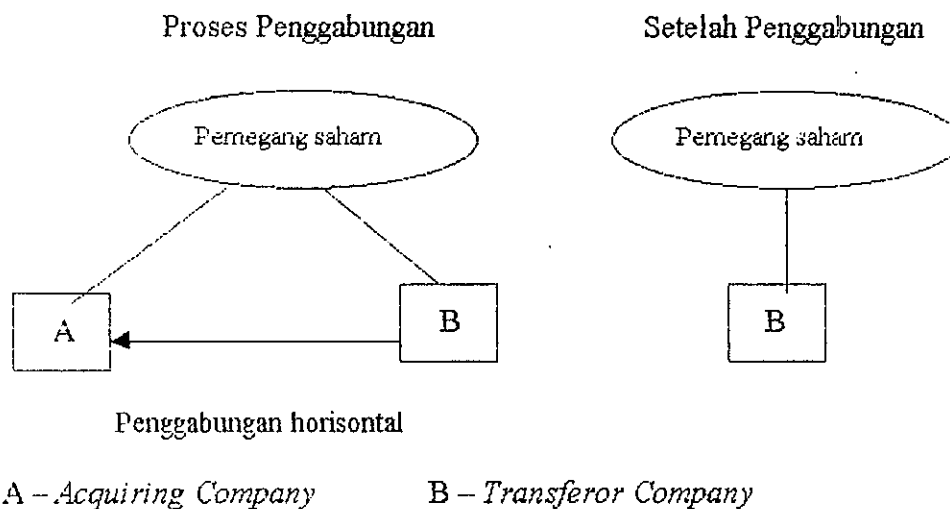 Proses Penggabungan Setelah Penggabungan
Pemegang saham Pemegang saham
A B B
Penggabungan horisontal
A – Acquiring Company B – Transferor Company